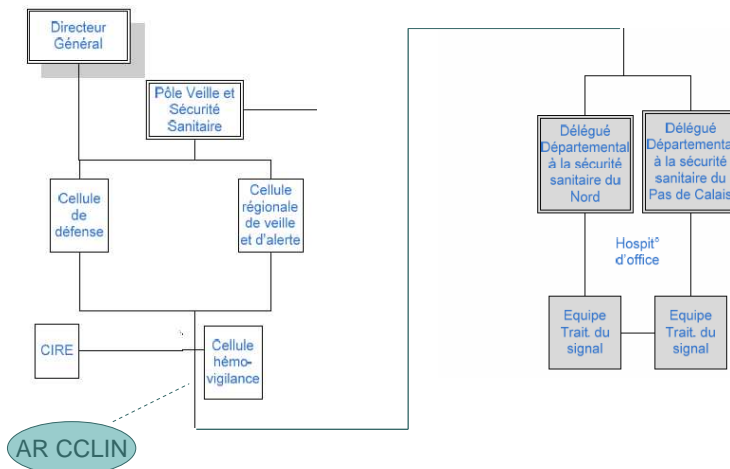 Directeur
Général
Pôle Veille et
Sécurité
Sanitaire
Cellule
de
défense
Cellule
régionale
de veille
et d'alerte
CIRE
Cellule
hémo-
vigilance
AR CCLIN
Délégué
Départemental
à la sécurité
sanitaire du
Nord
Délégué
Départemental
à la sécurité
sanitaire du
Pas de Calais
Hospit°
d'office
Equipe
Trait. du
signal
Equipe
Trait. du
signal